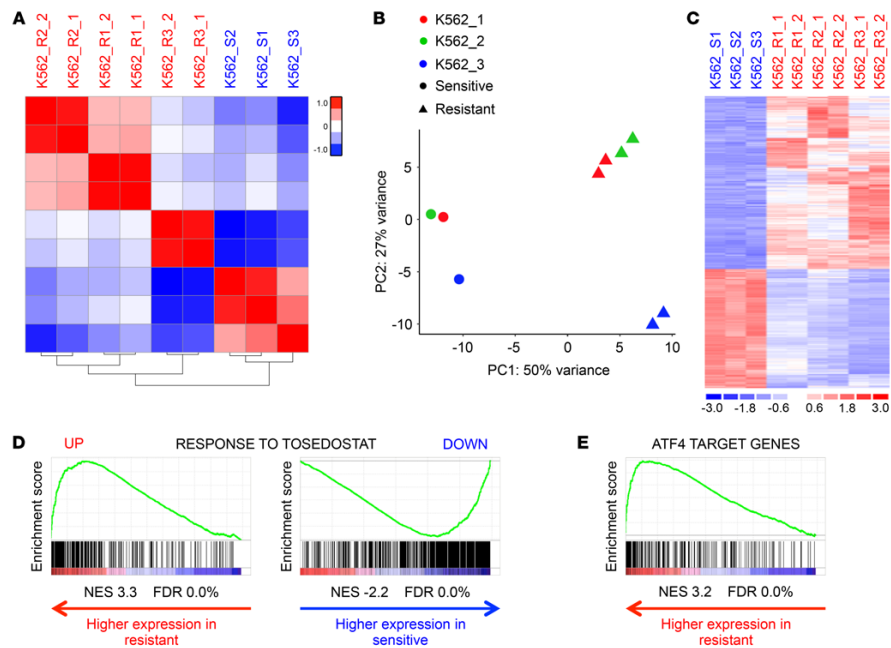 A
K562_R2_2
K562_R2_1
K562_R1_2
K562_R1_1
K562_R3_2
K562_R3_1
K562_S2
K562_S1
K562_S3
1.0
0
-1.0
B
K562_1
K562_2
K562_3
Sensitive
Resistant
PC2: 27% variance
5
0
-5
-10
-10
-5
0
5
10
PC1: 50% variance
C
K562_S1
K562_S2
K562_S3
K562_R1_1
K562_R1_2
K562_R2_1
K562_R2_2
K562_R3_1
K562_R3_2
-3.0 -1.8 -0.6 0.6 1.8 3.0
D
UP RESPONSE TO TOSEDOSTAT DOWN
Enrichment score
NES 3.3 FDR 0.0%
Higher expression in
resistant
Enrichment score
NES -2.2 FDR 0.0%
Higher expression in
sensitive
E
ATF4 TARGET GENES
Enrichment score
NES 3.2 FDR 0.0%
Higher expression in
resistant